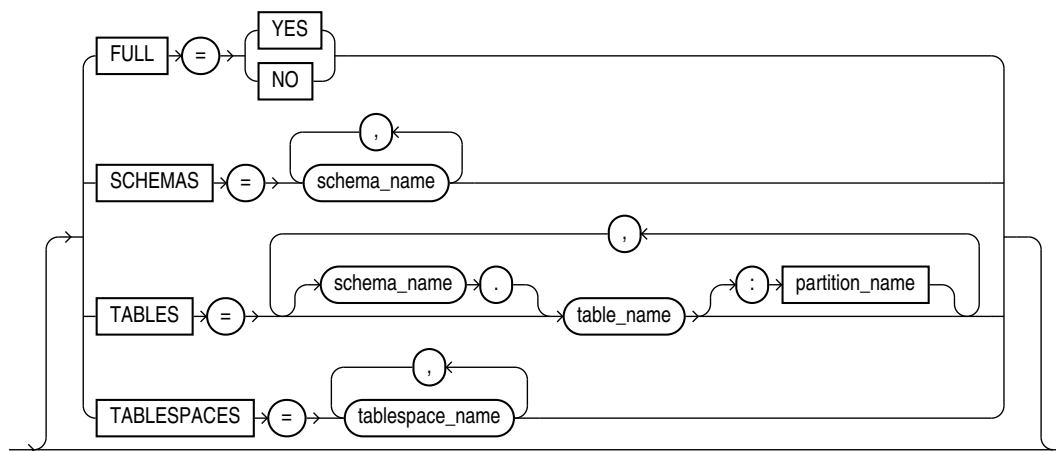 YES
FULL =
NO
,
SCHEMAS = schema_name
,
schema_name . : partition_name
TABLES = table_name
,
TABLESPACES = tablespace_name